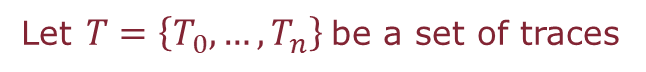 Let T = {T₀, … , Tₙ} be a set of traces